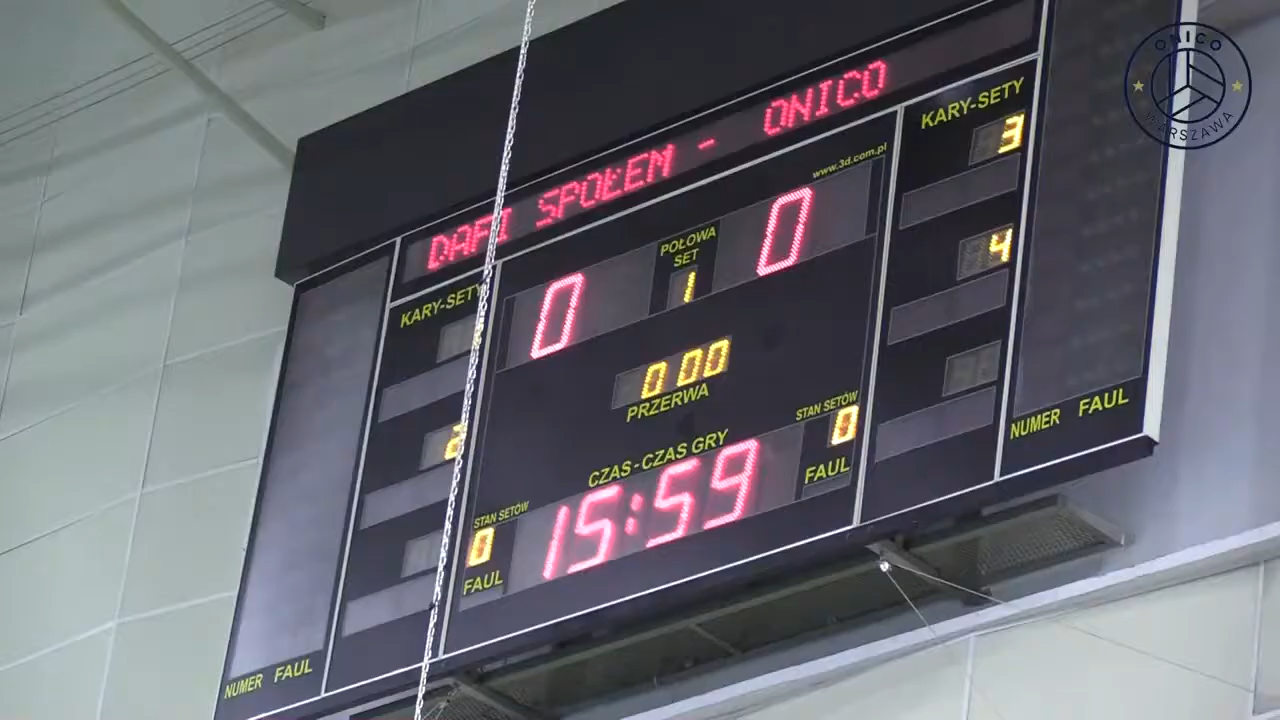 ONICO
WARSZAWA
DAFI SPOŁEM - ONICO
www.3d.com.pl
KARY-SETY
KARY-SETY
3
4
2
0
POŁOWA
SET
1
0
0 00
PRZERWA
STAN SETÓW
0
FAUL
CZAS-CZAS GRY
15:59
STAN SETÓW
0
FAUL
NUMER FAUL
NUMER FAUL